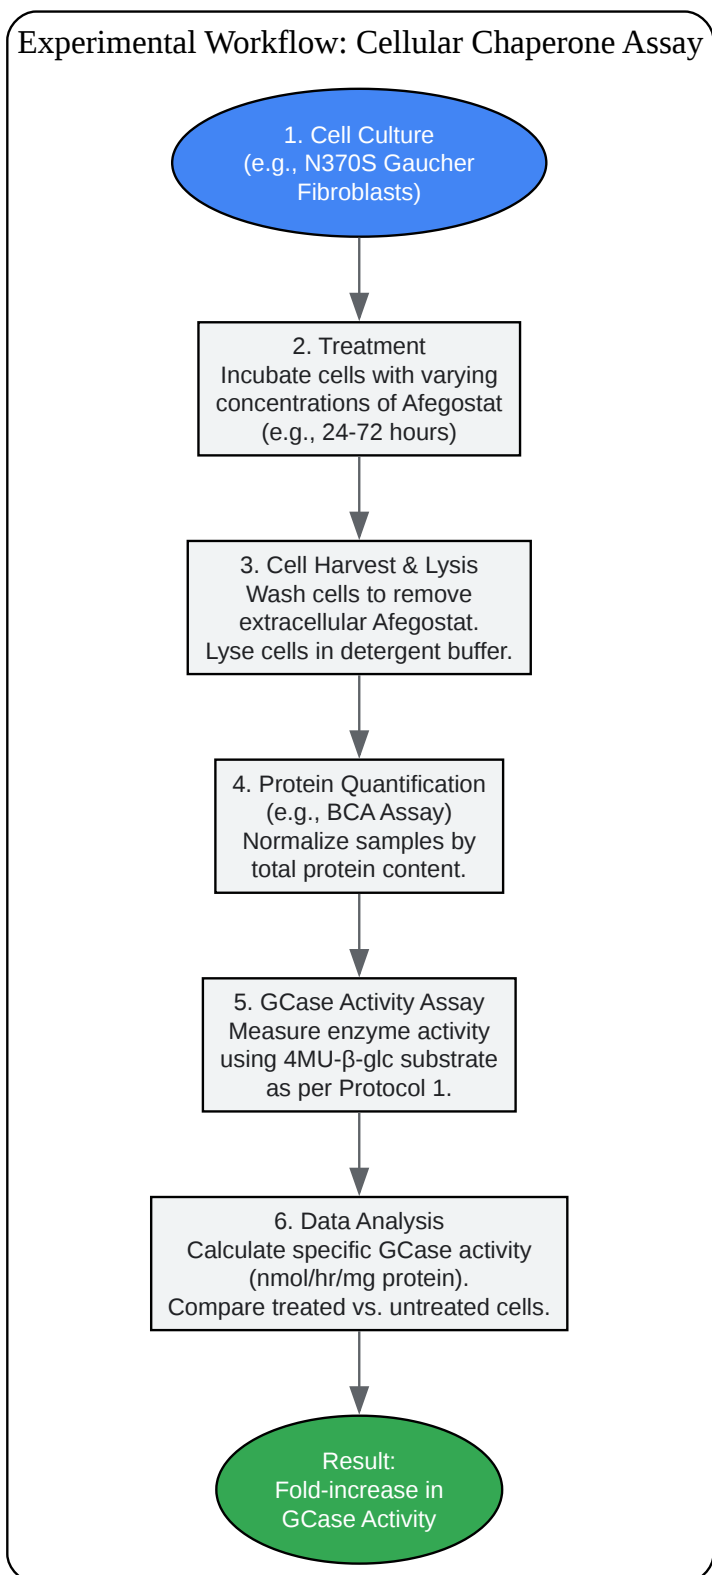 Experimental Workflow: Cellular Chaperone Assay
1. Cell Culture
(e.g., N370S Gaucher
Fibroblasts)
2. Treatment
Incubate cells with varying
concentrations of Afegostat
(e.g., 24-72 hours)
3. Cell Harvest & Lysis
Wash cells to remove
extracellular Afegostat.
Lyse cells in detergent buffer.
4. Protein Quantification
(e.g., BCA Assay)
Normalize samples by
total protein content.
5. GCase Activity Assay
Measure enzyme activity
using 4MU-β-glc substrate
as per Protocol 1.
6. Data Analysis
Calculate specific GCase activity
(nmol/hr/mg protein).
Compare treated vs. untreated cells.
Result:
Fold-increase in
GCase Activity